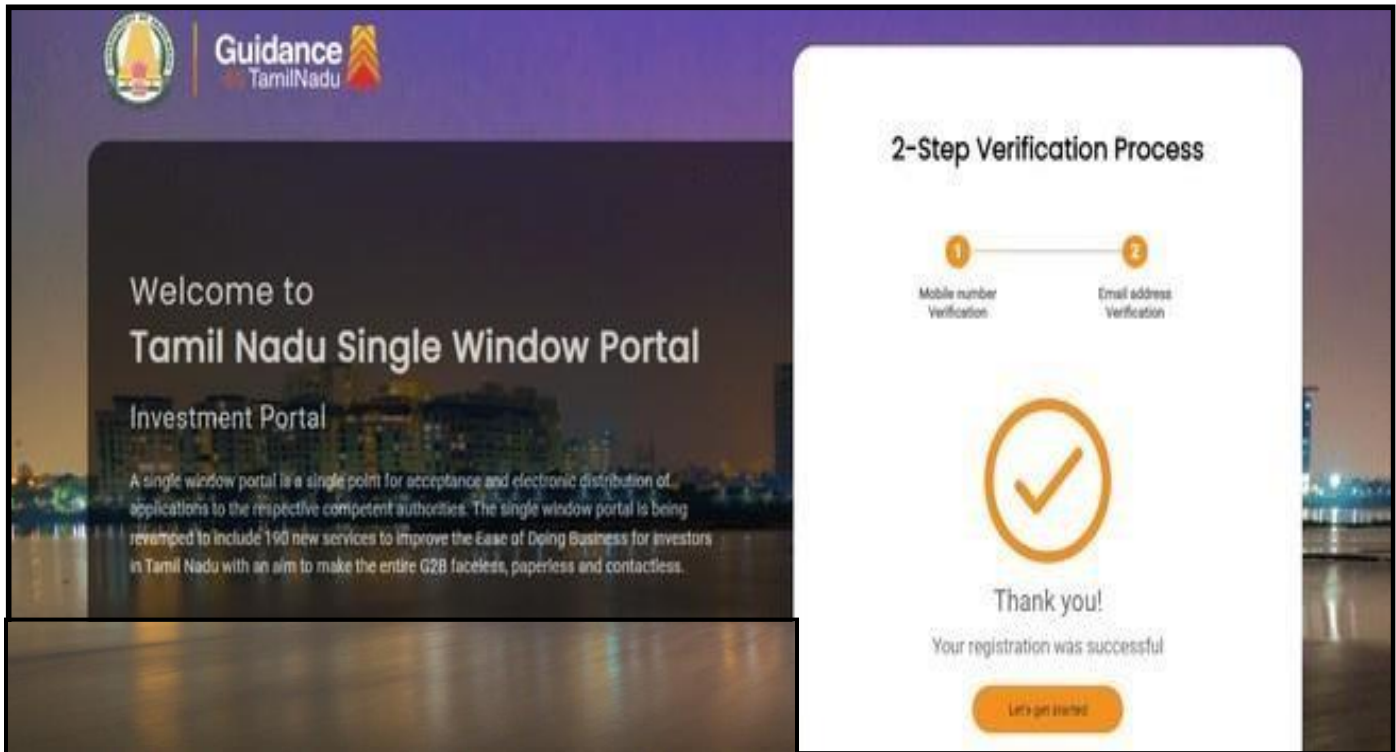 Guidance
TamilNadu
Welcome to
Tamil Nadu Single Window Portal
Investment Portal
A single window portal is a single point for acceptance and electronic distribution of
applications to the respective competent authorities. The single window portal is being
revamped to include 190 new services to improve the Ease of Doing Business for investors
in Tamil Nadu with an aim to make the entire G2B faceless, paperless and contactless.
2-Step Verification Process
1
2
Mobile number
Verification
Email address
Verification
Thank you!
Your registration was successful
Let's get started